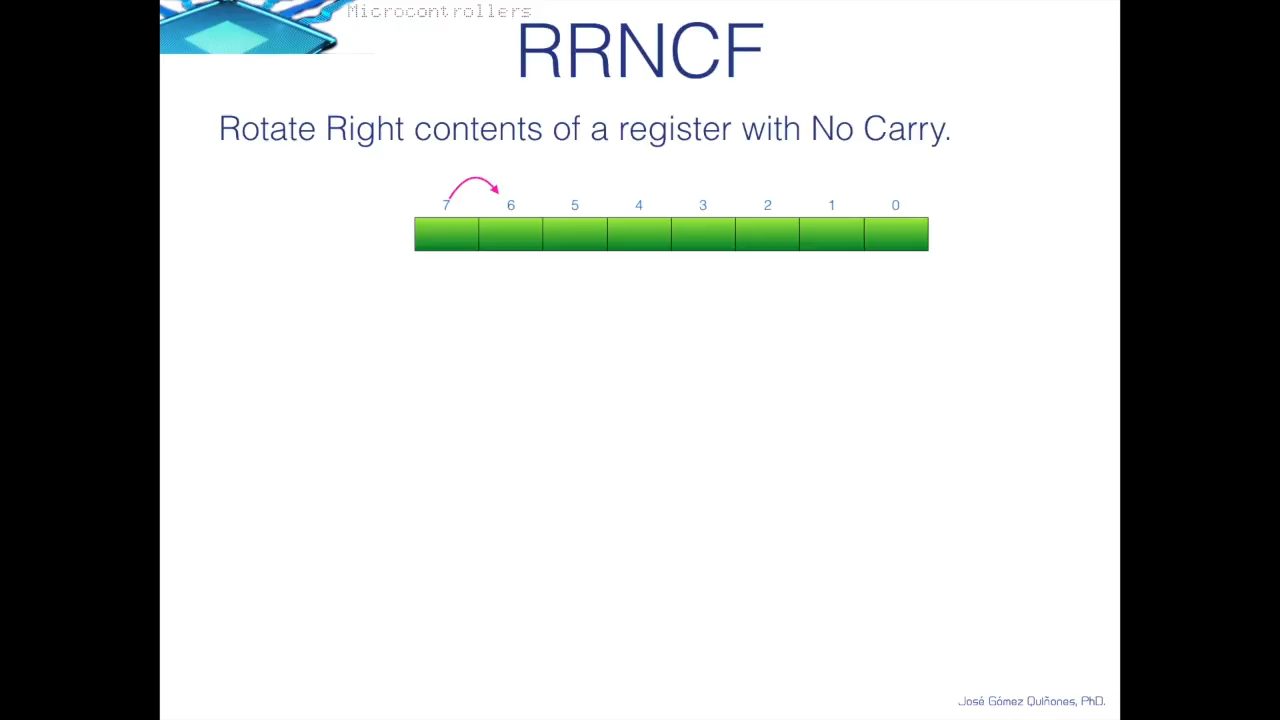 Microcontrollers
RRNCF
Rotate Right contents of a register with No Carry.
7 6 5 4 3 2 1 0
José Gómez Quiñones, PhD.